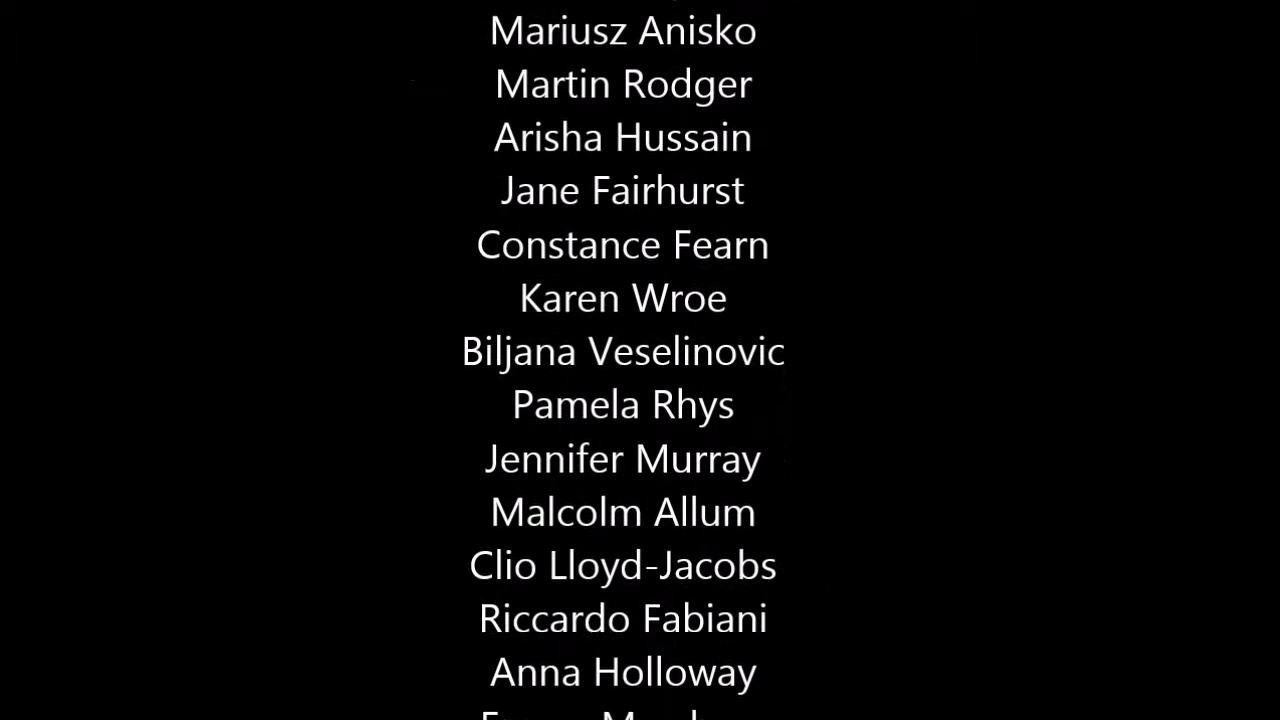 Mariusz Anisko
Martin Rodger
Arisha Hussain
Jane Fairhurst
Constance Fearn
Karen Wroe
Biljana Veselinovic
Pamela Rhys
Jennifer Murray
Malcolm Allum
Clio Lloyd-Jacobs
Riccardo Fabiani
Anna Holloway